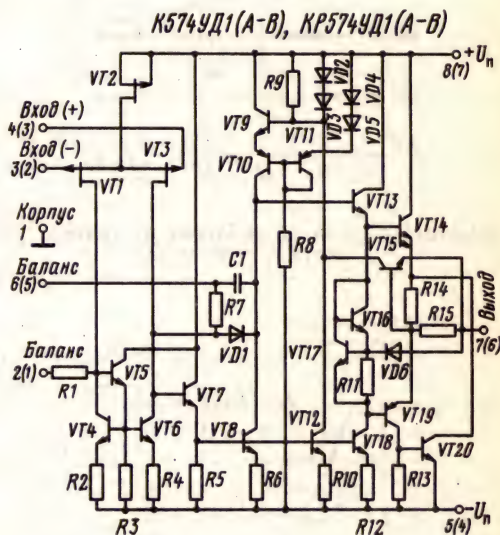 К574УД1(А-В), КР574УД1(А-В)
+Uп
8(7)
VT2
R9
VD2
VD4
VD3
VD5
Вход (+)
4(3)
VT9
VT11
Вход (-)
3(2)
VT3
VT10
VT1
VT13
VT14
Корпус
1
R8
VT15
C1
R14
Баланс
6(5)
R7
VT16
R15
Выход
7(6)
VD1
VT17
VD6
Баланс
2(1)
R1
VT5
R11
VT7
VT19
VT4
VT6
VT8
VT12
VT18
VT20
R2
R4
R5
R6
R10
R13
-Uп
5(4)
R3
R12